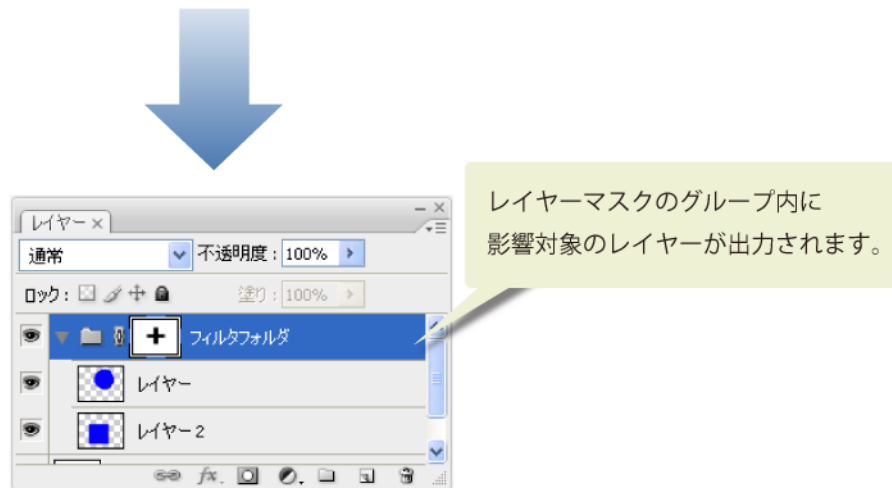 レイヤーマスクのグループ内に
影響対象のレイヤーが出力されます。
レイヤー ×
通常
不透明度 : 100%
ロック :
塗り : 100%
フィルタフォルダ
レイヤー
レイヤー 2
fx.